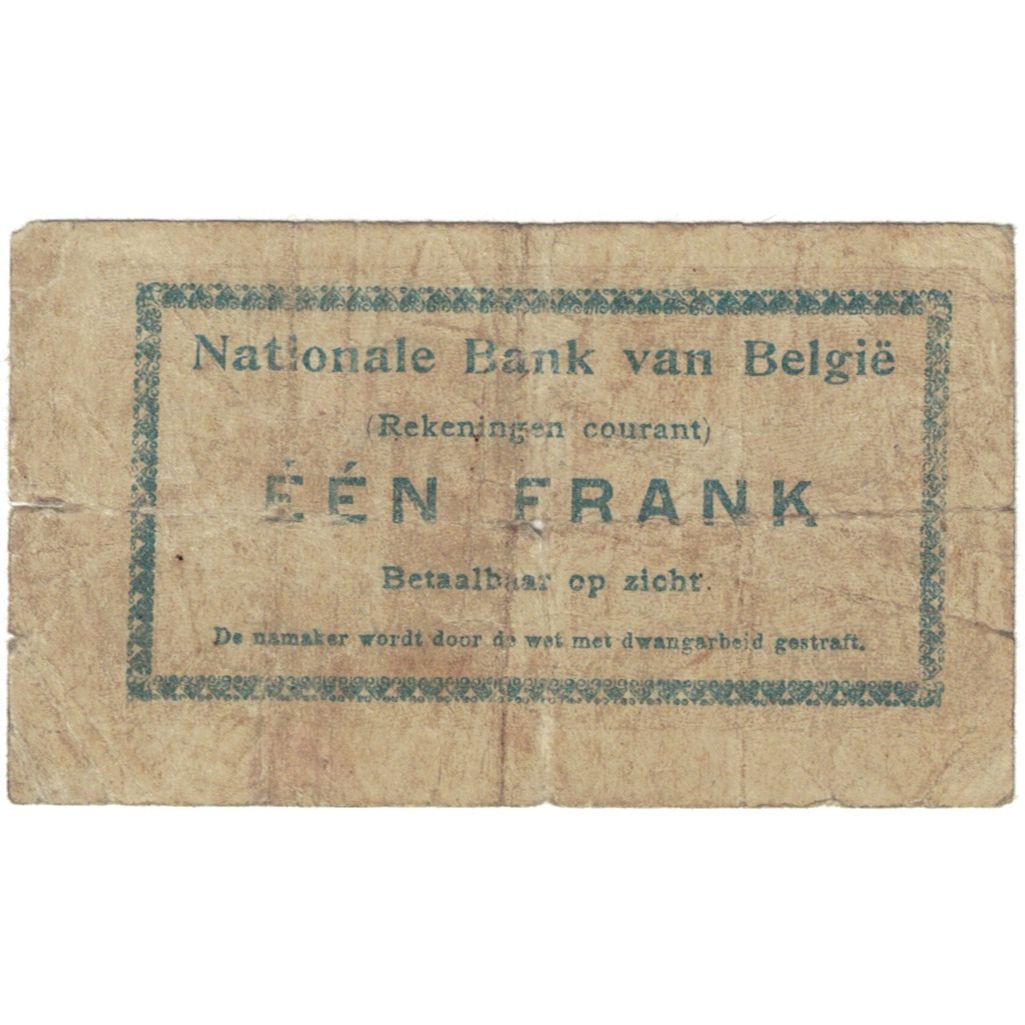 Nationale Bank van België
(Rekeningen courant)
ÉÉN FRANK
Betaalbaar op zicht.
De namaker wordt door de wet met dwangarbeid gestraft.